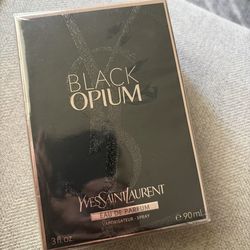 BLACK
OPIUM
YVESSAINTLAURENT
EAU DE PARFUM
VAPORISATEUR - SPRAY
3 fl oz
e 90 mL